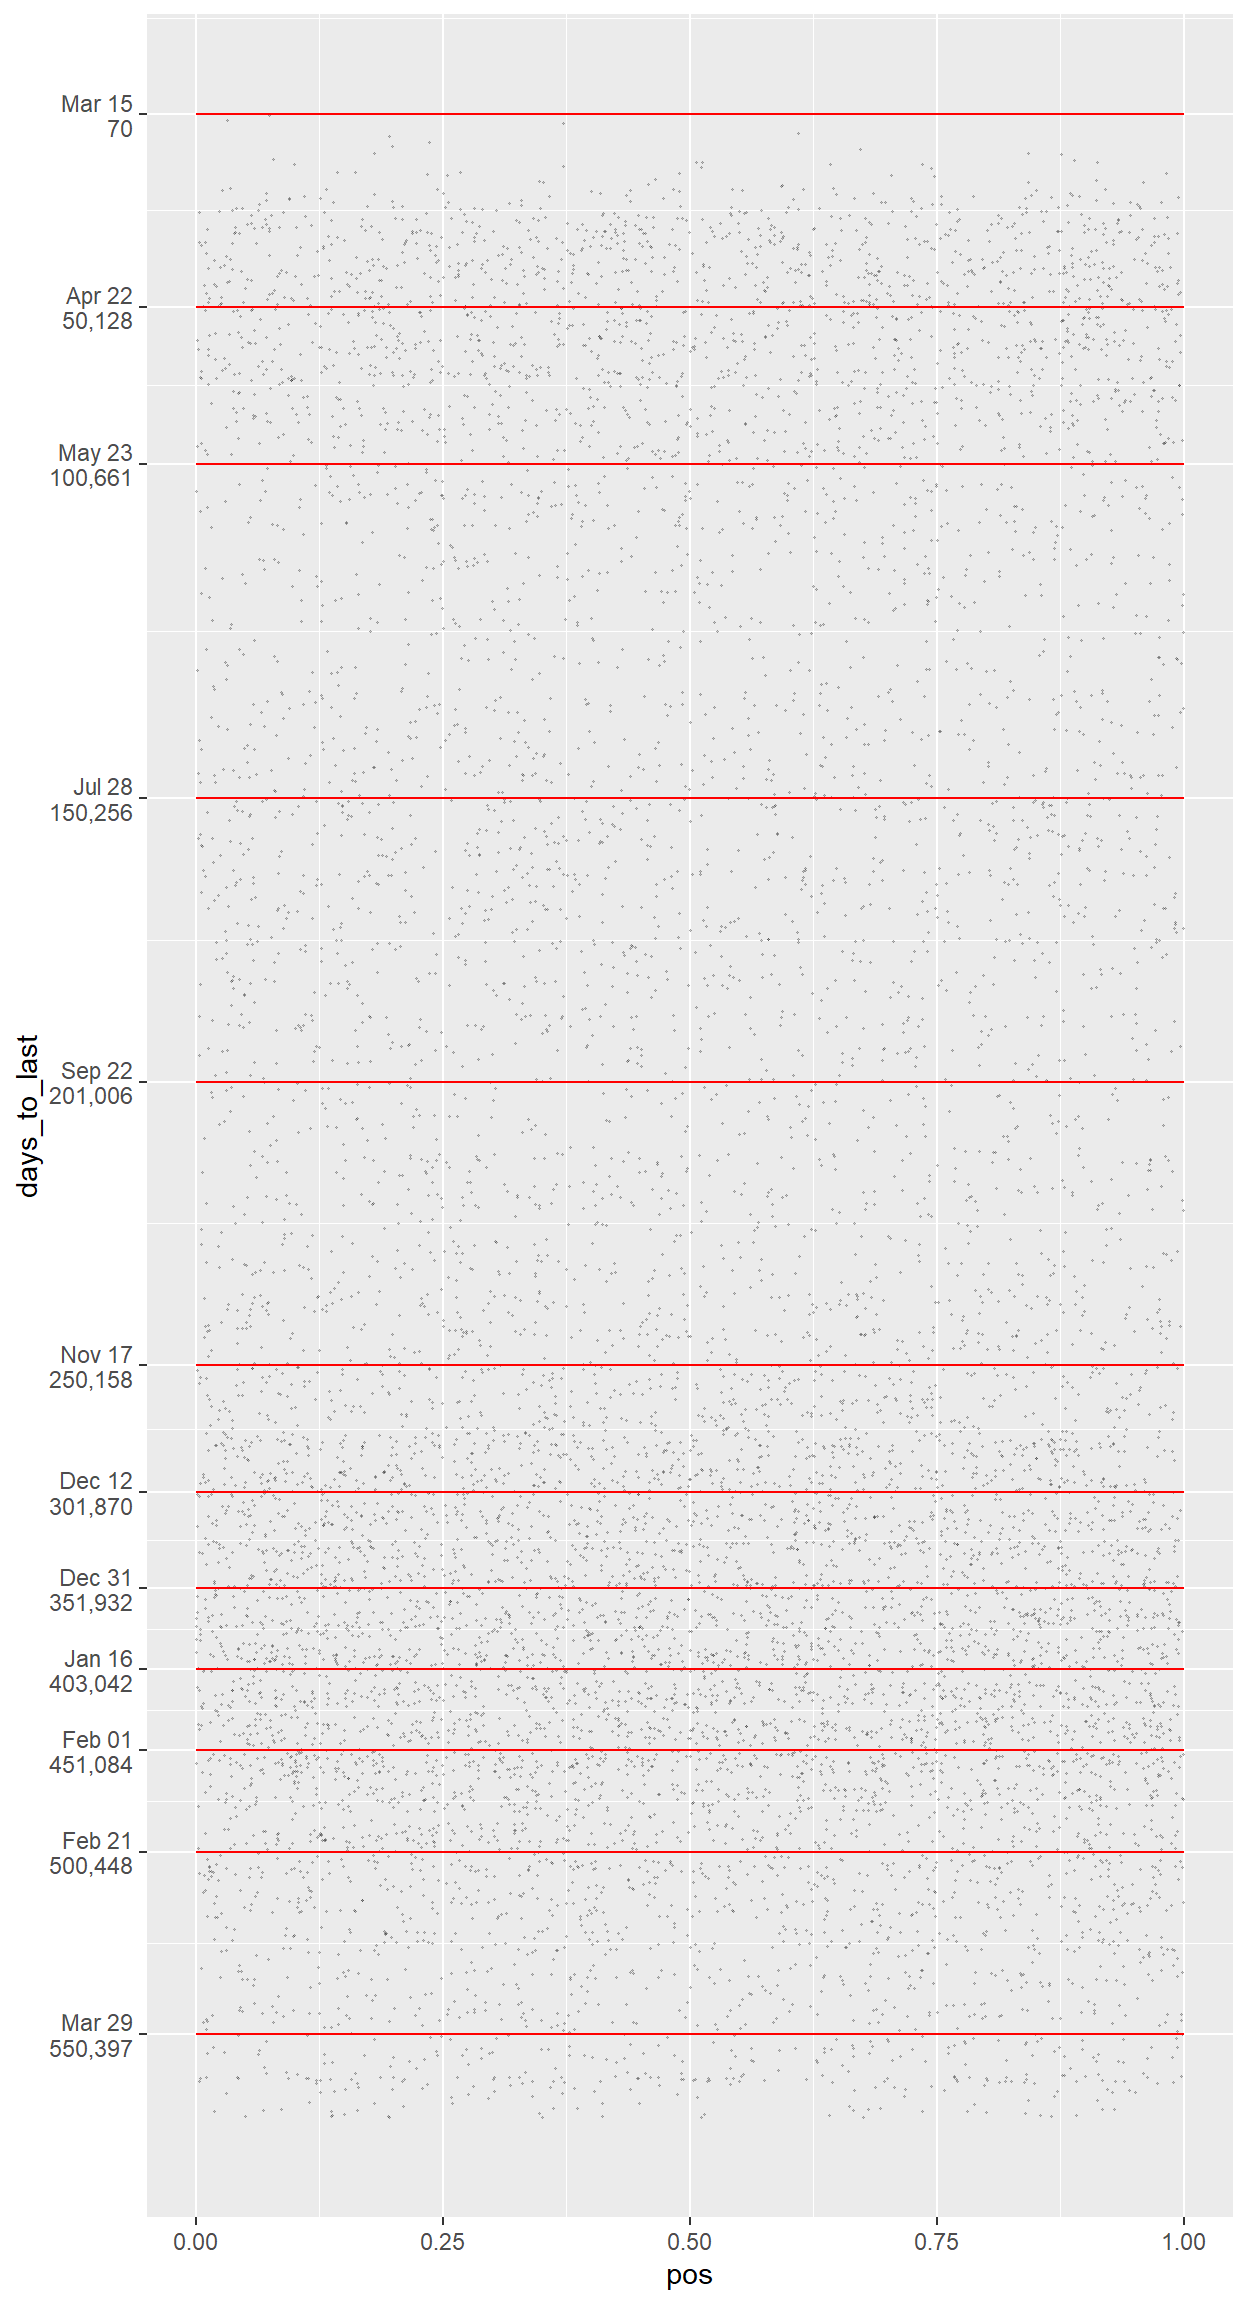 Mar 15
70
Apr 22
50,128
May 23
100,661
Jul 28
150,256
Sep 22
201,006
Nov 17
250,158
Dec 12
301,870
Dec 31
351,932
Jan 16
403,042
Feb 01
451,084
Feb 21
500,448
Mar 29
550,397
days_to_last
0.00
0.25
0.50
0.75
1.00
pos